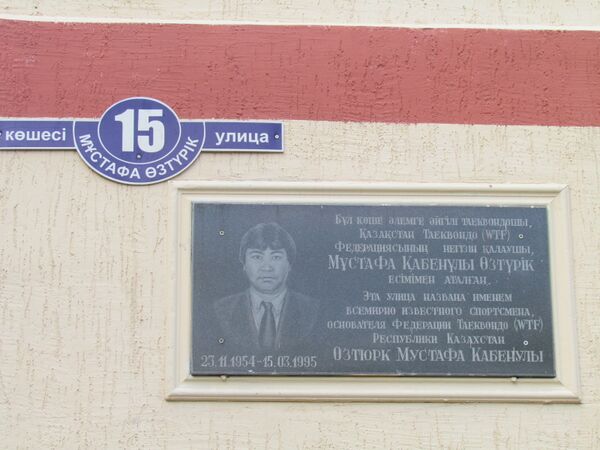 көшесі
15
улица
МҰСТАФА ӨЗТҮРІК
Бұл көше әлемге әйгілі таеквондошы,
Қазақстан Таеквондо (WTF)
Федерациясының негізін қалаушы,
Мұстафа Кабенұлы Өзтүрік
есімімен аталған.
Эта улица названа именем
всемирно известного спортсмена,
основателя Федерации Таеквондо (WTF)
Республики Казахстан
Өзтюрк Мустафа Кабенулы
23.11.1954-15.03.1995